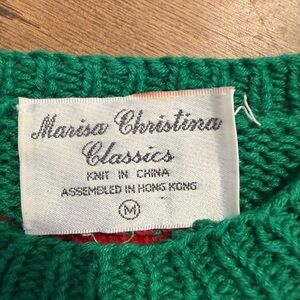 Marisa Christina
Classics
KNIT IN CHINA
ASSEMBLED IN HONG KONG
M